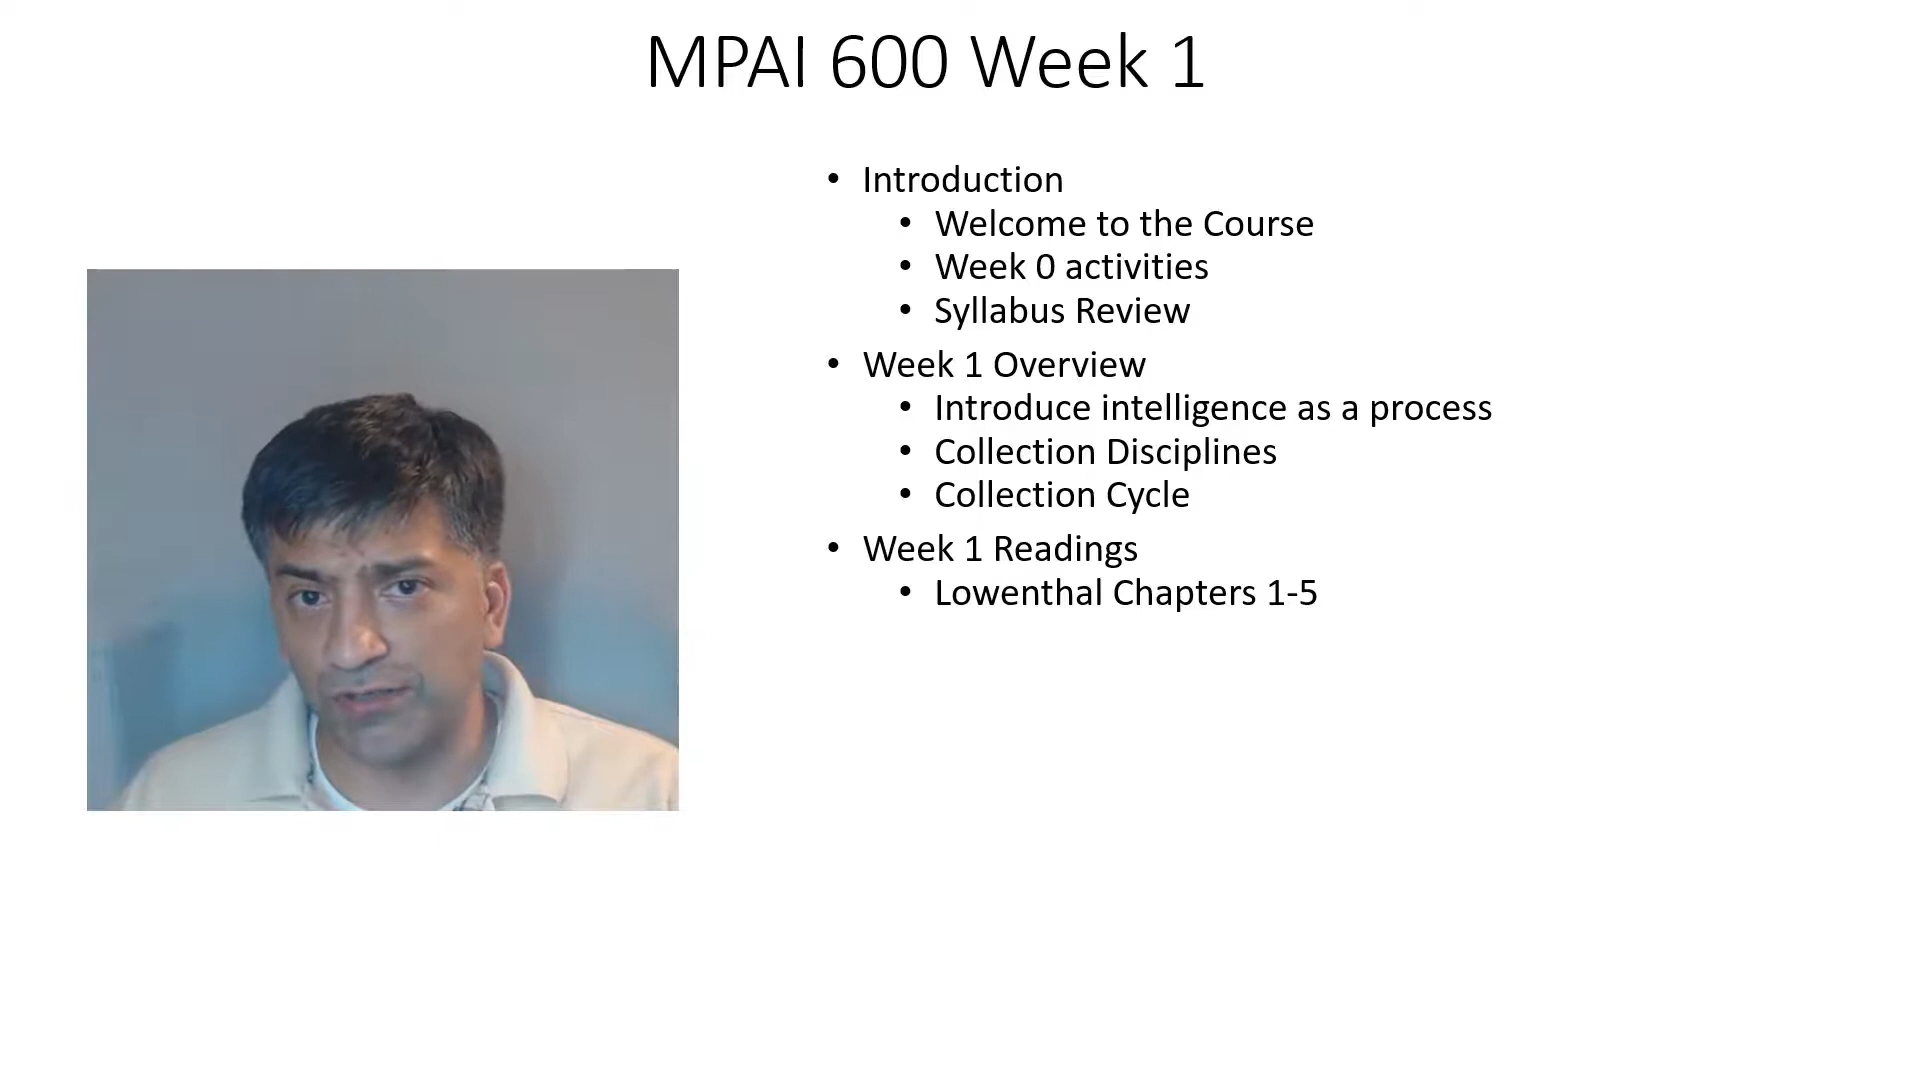 MPAI 600 Week 1
• Introduction
• Welcome to the Course
• Week 0 activities
• Syllabus Review
• Week 1 Overview
• Introduce intelligence as a process
• Collection Disciplines
• Collection Cycle
• Week 1 Readings
• Lowenthal Chapters 1-5